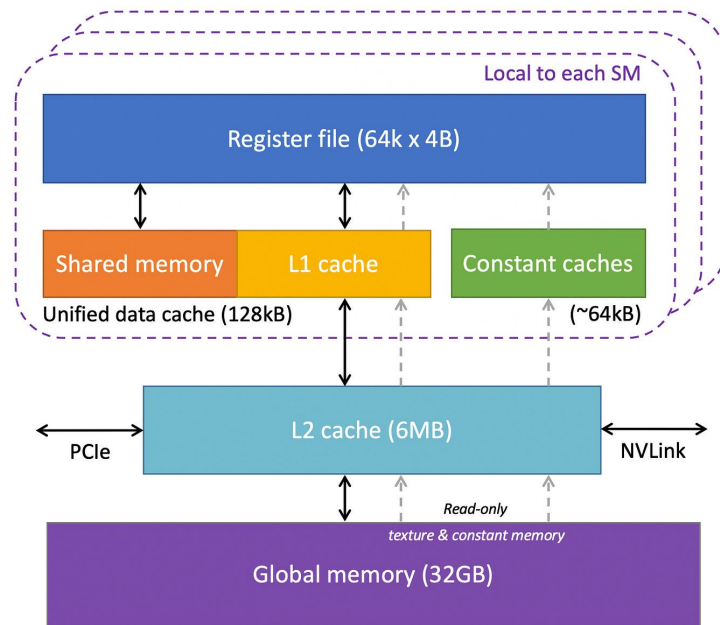 Local to each SM
Register file (64k x 4B)
Shared memory
L1 cache
Constant caches
Unified data cache (128kB)
(~64kB)
L2 cache (6MB)
PCIe
NVLink
Read-only
texture & constant memory
Global memory (32GB)